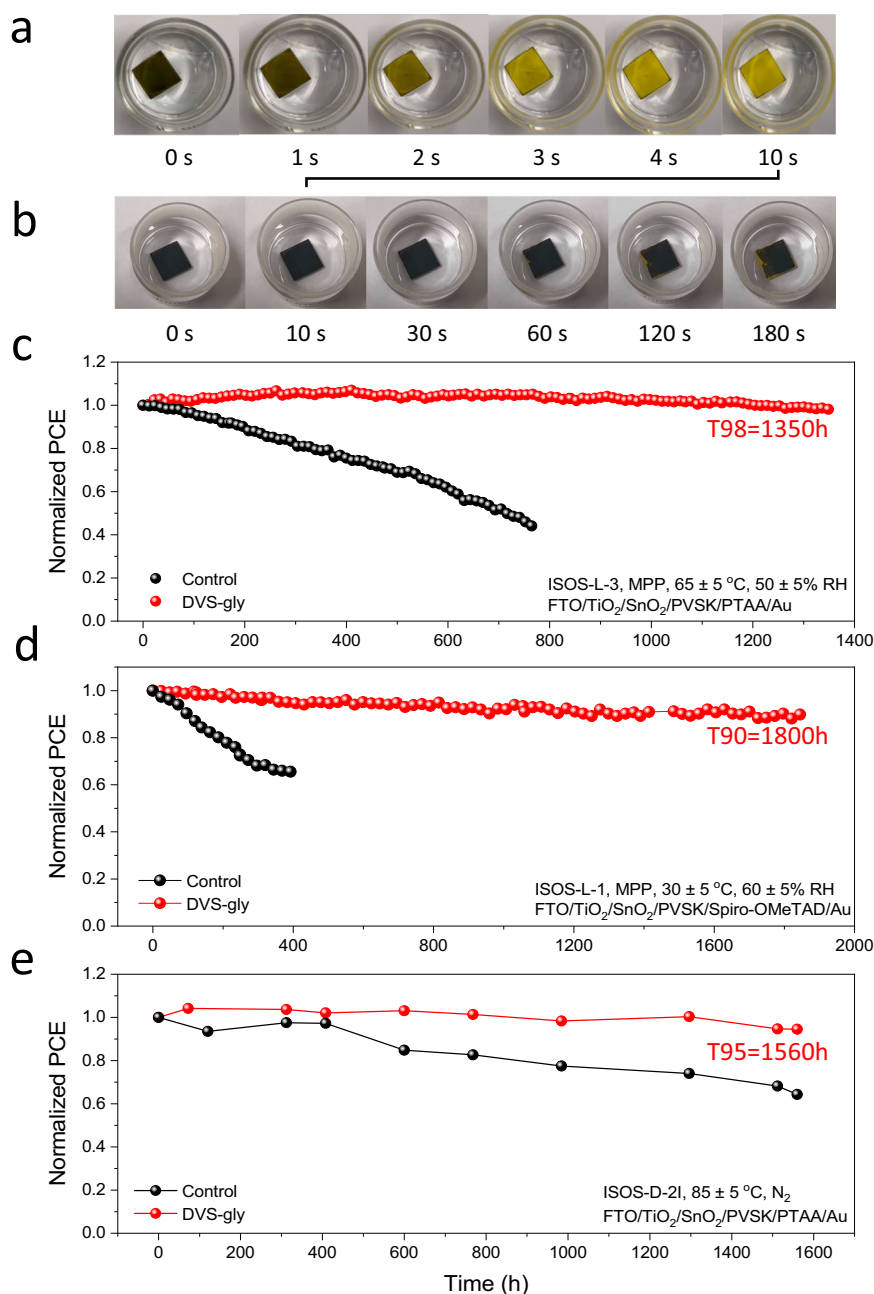 a
0 s 1 s 2 s 3 s 4 s 10 s
b
0 s 10 s 30 s 60 s 120 s 180 s
c
1.2
1.0
0.8
0.6
0.4
0.2
0.0
Normalized PCE
T98=1350h
Control
DVS-gly
ISOS-L-3, MPP, 65 ± 5 °C, 50 ± 5% RH
FTO/TiO₂/SnO₂/PVSK/PTAA/Au
0 200 400 600 800 1000 1200 1400
d
1.0
0.8
0.6
0.4
0.2
0.0
Normalized PCE
T90=1800h
Control
DVS-gly
ISOS-L-1, MPP, 30 ± 5 °C, 60 ± 5% RH
FTO/TiO₂/SnO₂/PVSK/Spiro-OMeTAD/Au
0 400 800 1200 1600 2000
e
1.2
1.0
0.8
0.6
0.4
0.2
0.0
Normalized PCE
T95=1560h
Control
DVS-gly
ISOS-D-2I, 85 ± 5 °C, N₂
FTO/TiO₂/SnO₂/PVSK/PTAA/Au
0 200 400 600 800 1000 1200 1400 1600
Time (h)